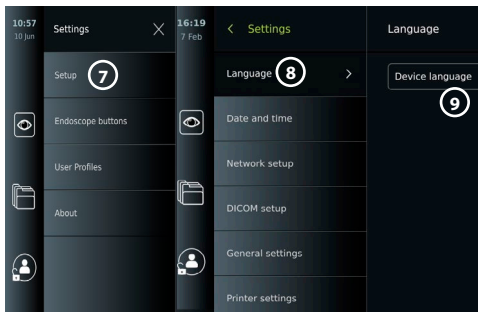 10:57
10 Jun
Settings
Setup
7
Endoscope buttons
User Profiles
About
16:19
7 Feb
Settings
Language
8
Date and time
Network setup
DICOM setup
General settings
Printer settings
Language
Device language
9